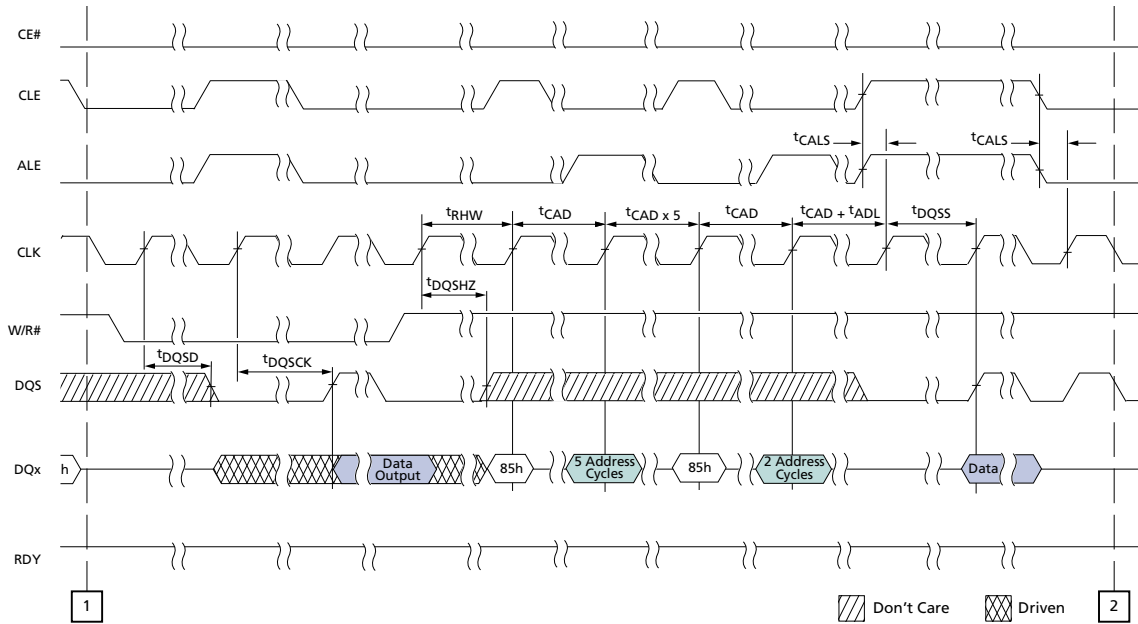 CE#
CLE
tCALS
tCALS
ALE
tRHW
tCAD
tCAD x 5
tCAD
tCAD + tADL
tDQSS
CLK
tDQSHZ
W/R#
tDQSD
tDQSCK
DQS
DQx
h
Data
Output
85h
5 Address
Cycles
85h
2 Address
Cycles
Data
RDY
1
2
Don't Care
Driven